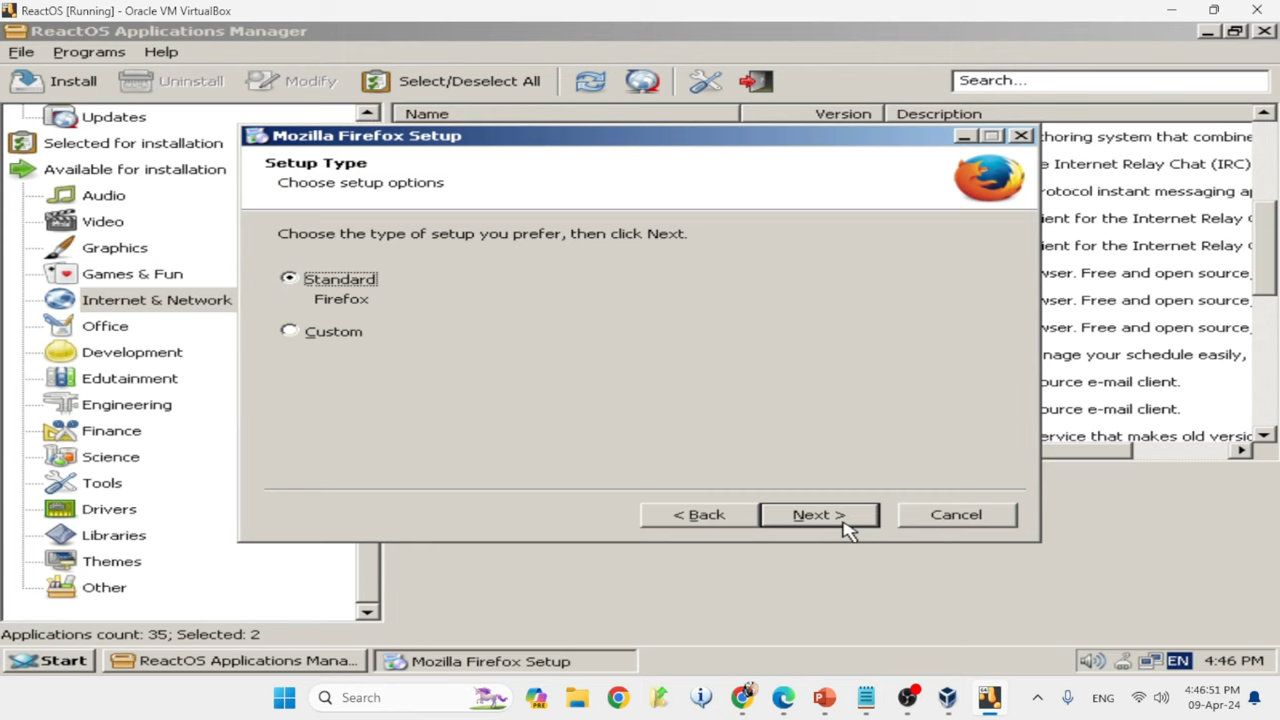 ReactOS [Running] - Oracle VM VirtualBox
ReactOS Applications Manager
File Programs Help
Install Uninstall Modify Select/Deselect All Search...
Updates
Selected for installation
Available for installation
Audio
Video
Graphics
Games & Fun
Internet & Network
Office
Development
Edutainment
Engineering
Finance
Science
Tools
Drivers
Libraries
Themes
Other
Name Version Description
Mozilla Firefox Setup
Setup Type
Choose setup options
Choose the type of setup you prefer, then click Next.
Standard
Firefox
Custom
< Back Next > Cancel
horing system that combine
e Internet Relay Chat (IRC)
otocol instant messaging ap
ient for the Internet Relay C
ient for the Internet Relay C
wser. Free and open source,
wser. Free and open source,
wser. Free and open source,
nage your schedule easily,
ource e-mail client.
ource e-mail client.
ervice that makes old versic
Applications count: 35; Selected: 2
Start ReactOS Applications Mana... Mozilla Firefox Setup EN 4:46 PM
Search PRE ENG 4:46:51 PM
09-Apr-24